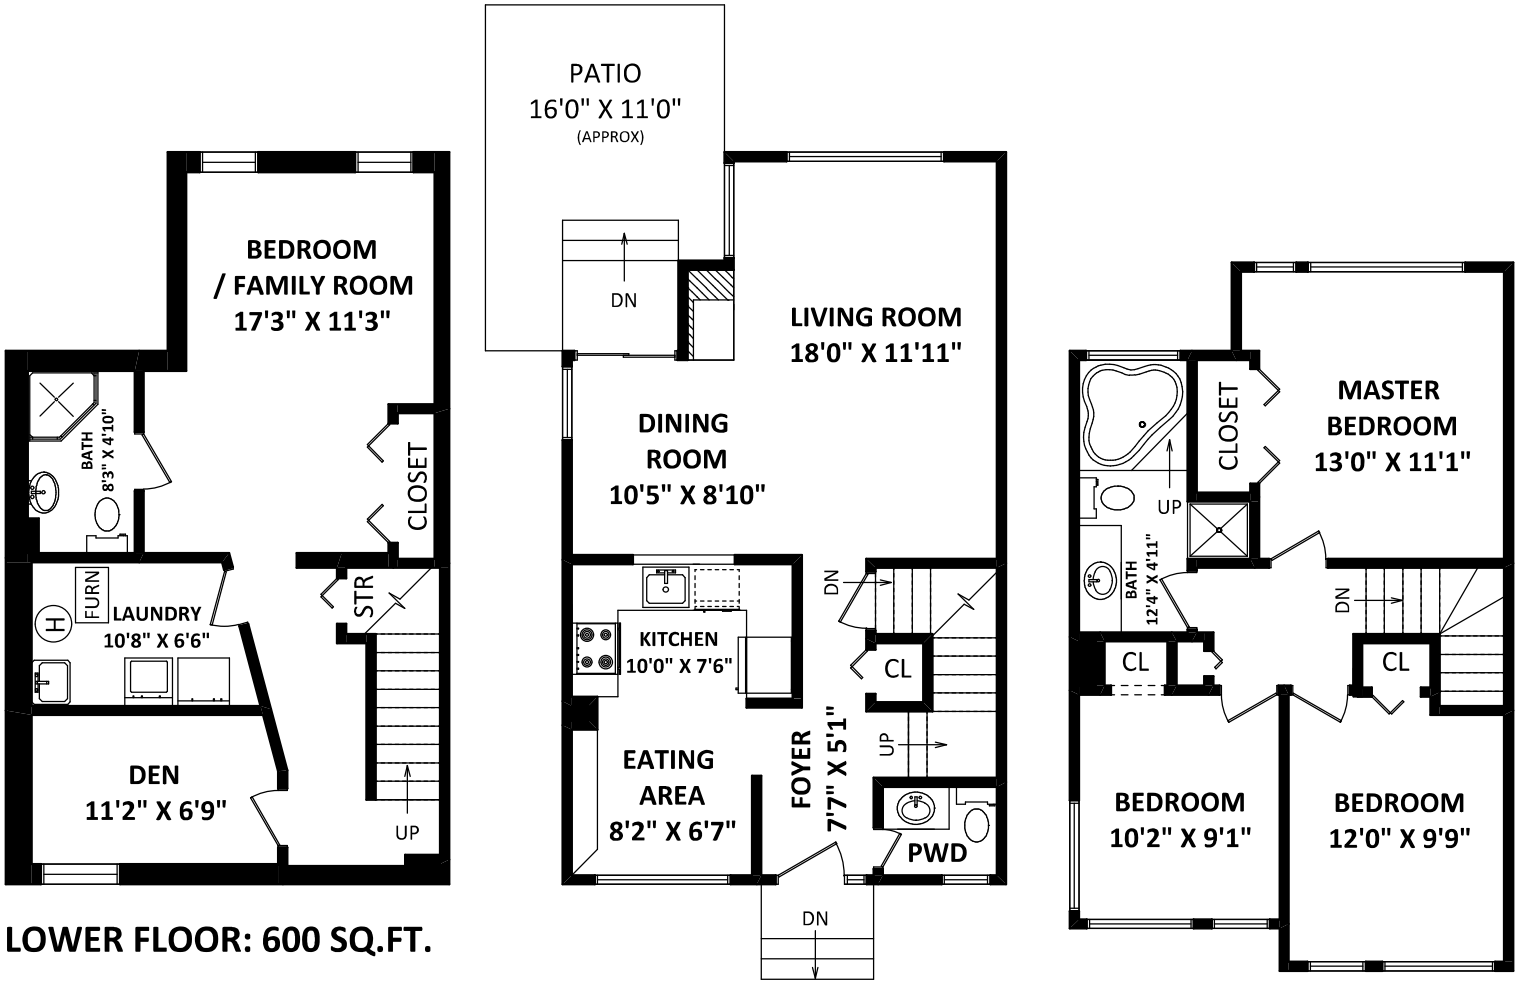 BEDROOM
/ FAMILY ROOM
17'3" X 11'3"
BATH
8'3" X 4'10"
CLOSET
FURN
H
LAUNDRY
10'8" X 6'6"
STR
DEN
11'2" X 6'9"
UP
LOWER FLOOR: 600 SQ.FT.
PATIO
16'0" X 11'0"
(APPROX)
DN
LIVING ROOM
18'0" X 11'11"
DINING
ROOM
10'5" X 8'10"
DN
KITCHEN
10'0" X 7'6"
CL
UP
FOYER
7'7" X 5'1"
EATING
AREA
8'2" X 6'7"
PWD
DN
CLOSET
MASTER
BEDROOM
13'0" X 11'1"
UP
BATH
12'4" X 4'11"
DN
CL
CL
BEDROOM
10'2" X 9'1"
BEDROOM
12'0" X 9'9"